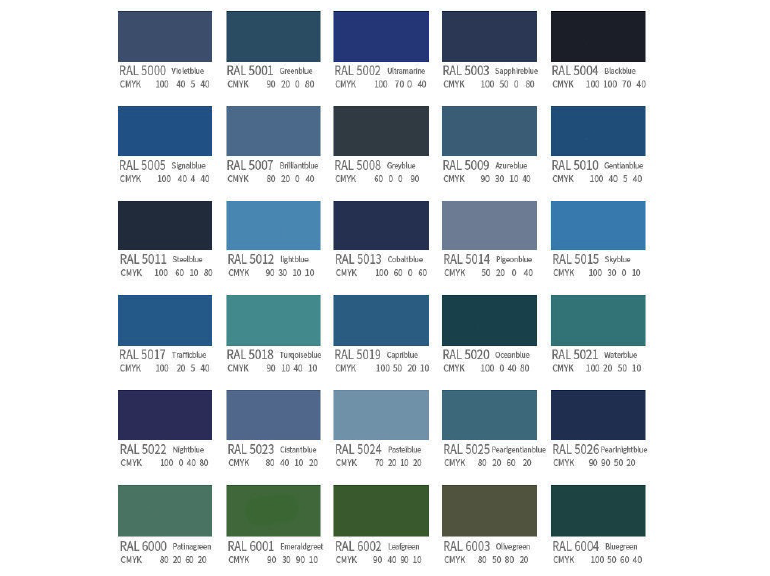 RAL 5000 Violetblue RAL 5001 Greenblue RAL 5002 Ultramarine RAL 5003 Sapphireblue RAL 5004 Blackblue
CMYK 100 40 5 40 CMYK 90 20 0 80 CMYK 100 70 0 40 CMYK 100 50 0 80 CMYK 100 100 70 40
RAL 5005 Signalblue RAL 5007 Brilliantblue RAL 5008 Greyblue RAL 5009 Azureblue RAL 5010 Gentianblue
CMYK 100 40 4 40 CMYK 80 20 0 40 CMYK 60 0 0 90 CMYK 90 30 10 40 CMYK 100 40 5 40
RAL 5011 Steelblue RAL 5012 lightblue RAL 5013 Cobaltblue RAL 5014 Pigeonblue RAL 5015 Skyblue
CMYK 100 60 10 80 CMYK 90 30 10 10 CMYK 100 60 0 60 CMYK 50 20 0 40 CMYK 100 30 0 10
RAL 5017 Trafficblue RAL 5018 Turqoiseblue RAL 5019 Capriblue RAL 5020 Oceanblue RAL 5021 Waterblue
CMYK 100 20 5 40 CMYK 90 10 40 10 CMYK 100 50 20 10 CMYK 100 0 40 80 CMYK 100 20 50 10
RAL 5022 Nightblue RAL 5023 Cistantblue RAL 5024 Pastelblue RAL 5025 Pearlgentianblue RAL 5026 Pearlnightblue
CMYK 100 0 40 80 CMYK 80 40 10 20 CMYK 70 20 10 20 CMYK 80 20 60 20 CMYK 90 90 50 20
RAL 6000 Patinagreen RAL 6001 Emeraldgreet RAL 6002 Leafgreen RAL 6003 Olivegreen RAL 6004 Bluegreen
CMYK 80 20 60 20 CMYK 90 30 90 10 CMYK 90 40 90 10 CMYK 80 50 80 20 CMYK 100 50 60 40